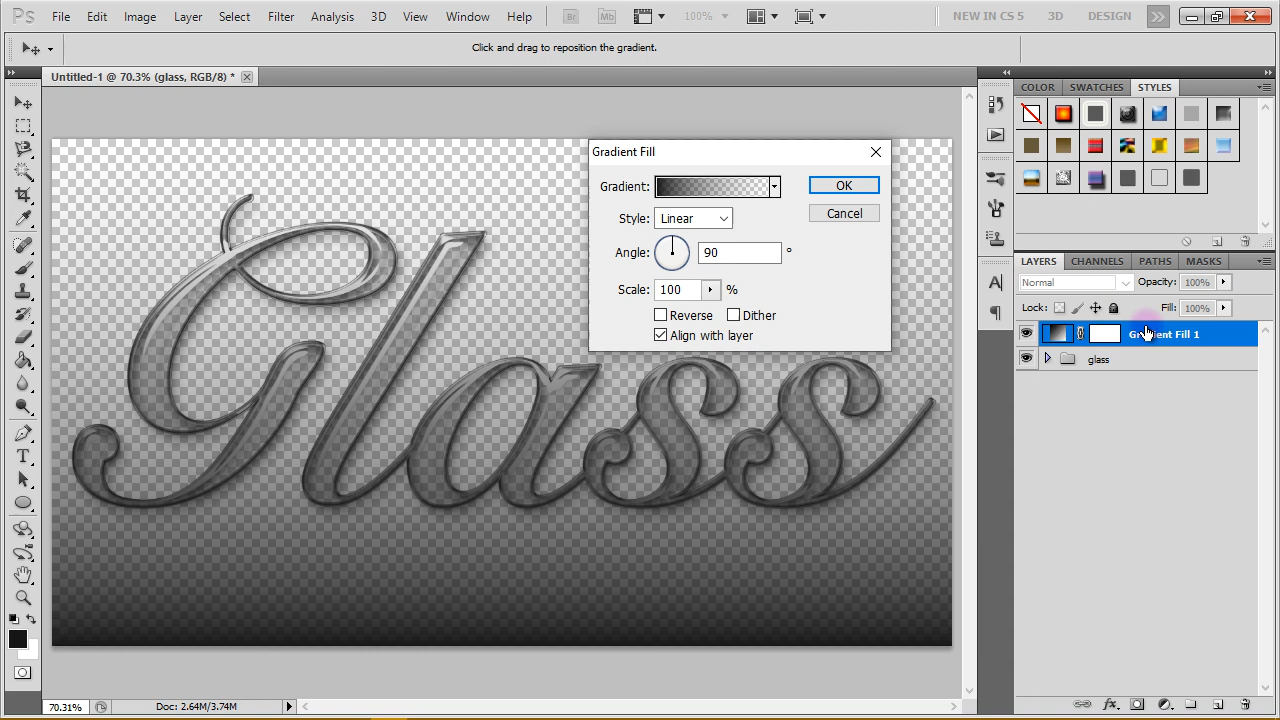 Ps File Edit Image Layer Select Filter Analysis 3D View Window Help Br Mb 100% NEW IN CS 5 3D DESIGN
Click and drag to reposition the gradient.
Untitled-1 @ 70.3% (glass, RGB/8) *
COLOR SWATCHES STYLES
Gradient Fill
Gradient: OK
Style: Linear Cancel
Angle: 90 °
Scale: 100 %
Reverse Dither
Align with layer
Glass
LAYERS CHANNELS PATHS MASKS
Normal Opacity: 100%
Lock: Fill: 100%
Gradient Fill 1
glass
A
T
70.31% Doc: 2.64M/3.74M
fx